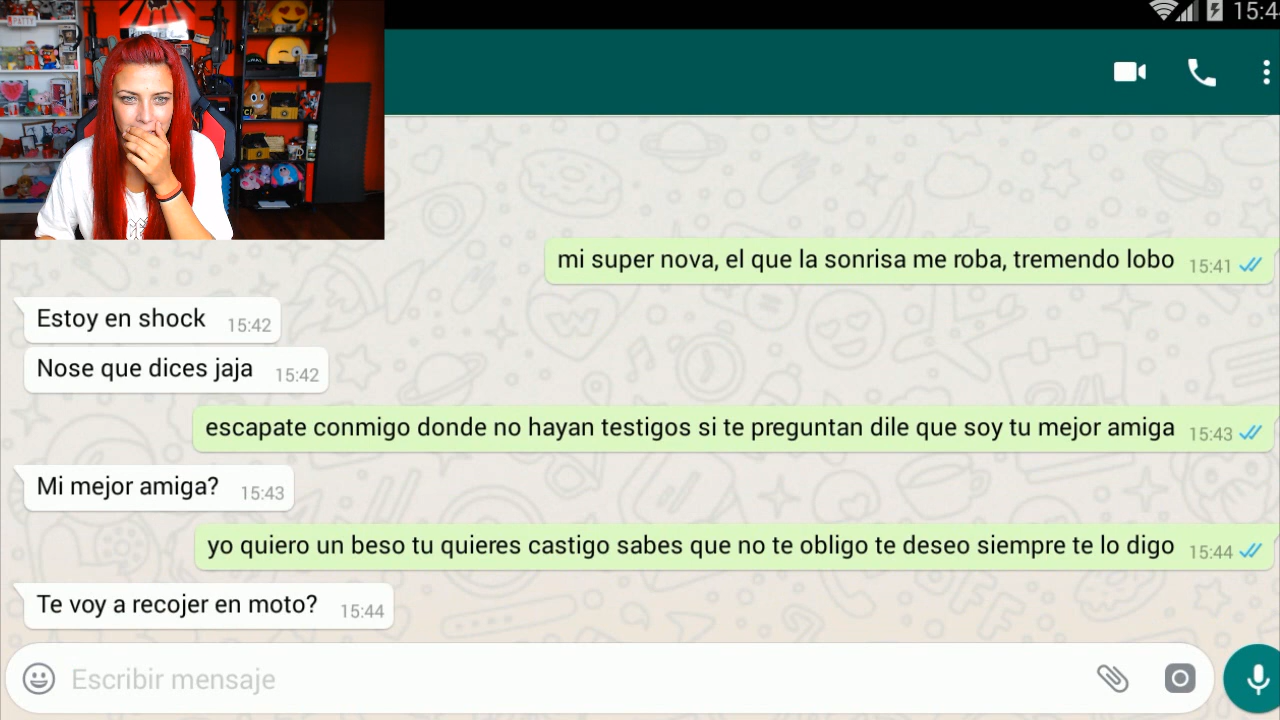 PATTY
15:4
mi super nova, el que la sonrisa me roba, tremendo lobo 15:41
Estoy en shock 15:42
Nose que dices jaja 15:42
escapate conmigo donde no hayan testigos si te preguntan dile que soy tu mejor amiga 15:43
Mi mejor amiga? 15:43
yo quiero un beso tu quieres castigo sabes que no te obligo te deseo siempre te lo digo 15:44
Te voy a recojer en moto? 15:44
Escribir mensaje